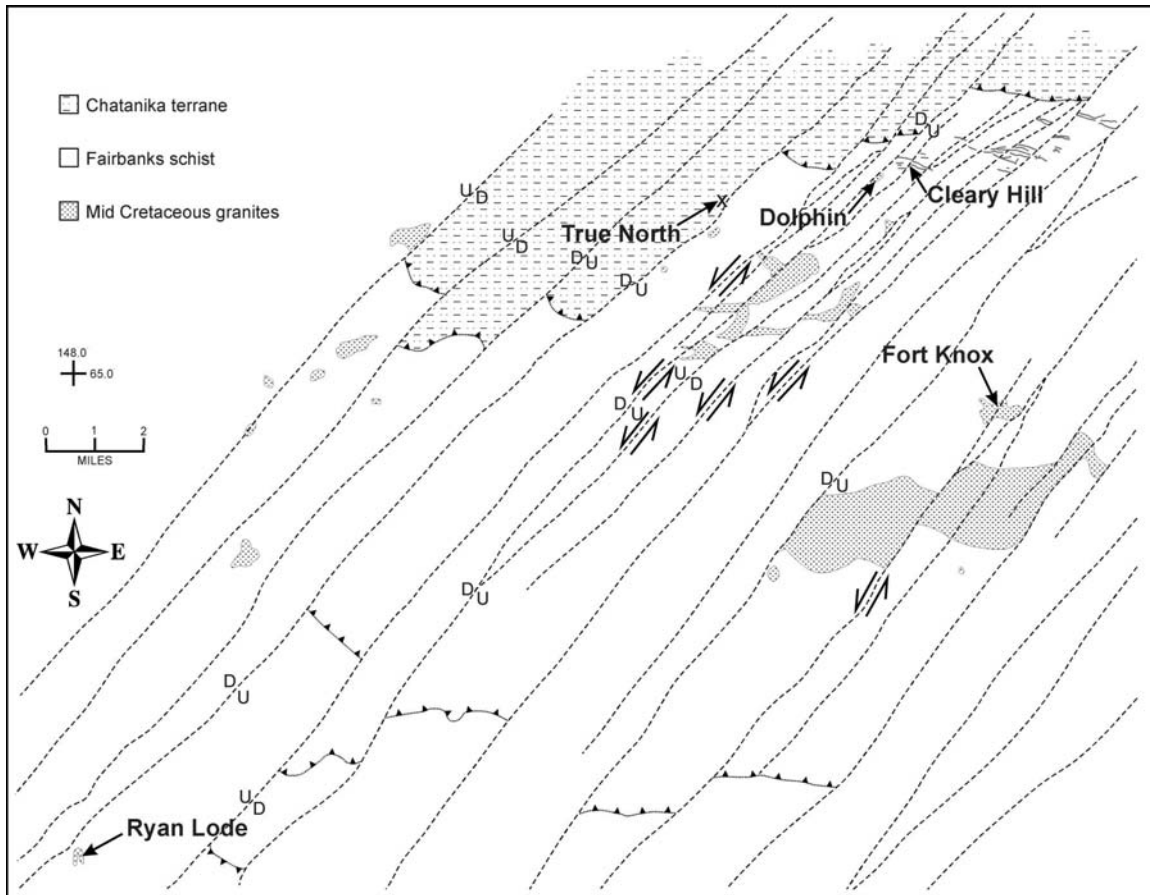 Chatanika terrane
Fairbanks schist
Mid Cretaceous granites
U
D
U
D
D
U
D
U
D
U
True North
X
Dolphin
Cleary Hill
Fort Knox
148.0
65.0
0 1 2
MILES
N
W E
S
U
D
D
U
D
U
D
U
D
U
U
D
Ryan Lode